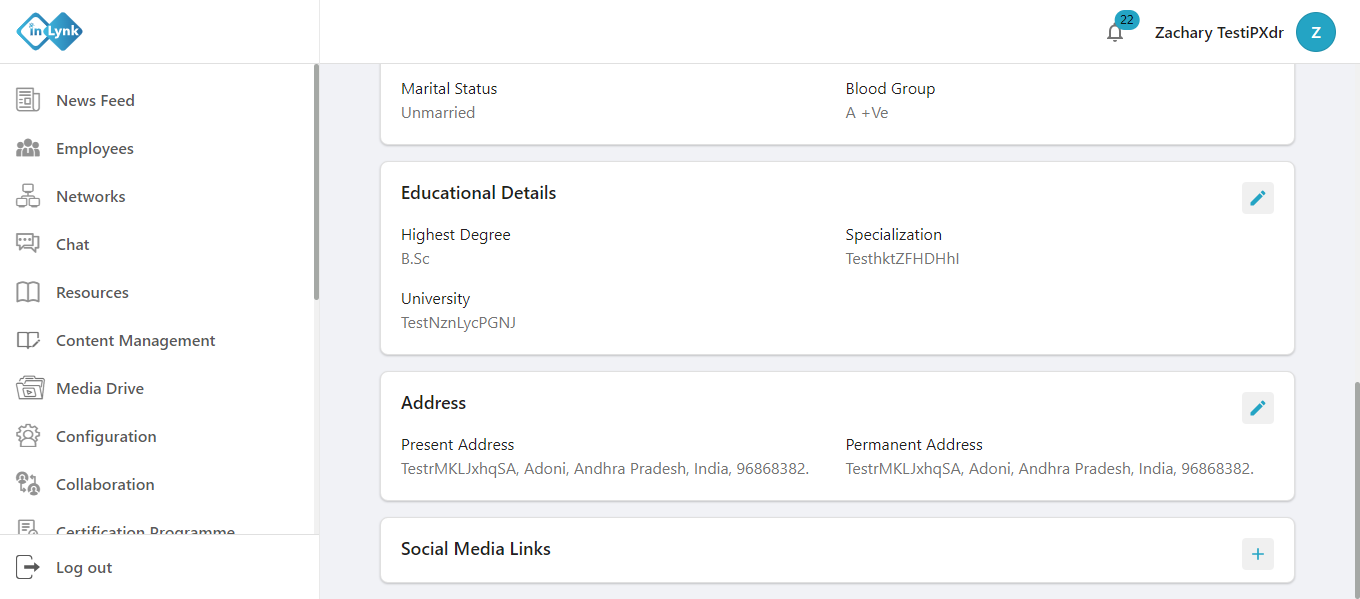 in Lynk
22
Zachary TestiPXdr
Z
News Feed
Employees
Networks
Chat
Resources
Content Management
Media Drive
Configuration
Collaboration
Certification Programme
Log out
Marital Status
Unmarried
Blood Group
A +Ve
Educational Details
Highest Degree
B.Sc
Specialization
TesthktZFHDHhI
University
TestNznLycPGNJ
Address
Present Address
TestrMKLJxhqSA, Adoni, Andhra Pradesh, India, 96868382.
Permanent Address
TestrMKLJxhqSA, Adoni, Andhra Pradesh, India, 96868382.
Social Media Links